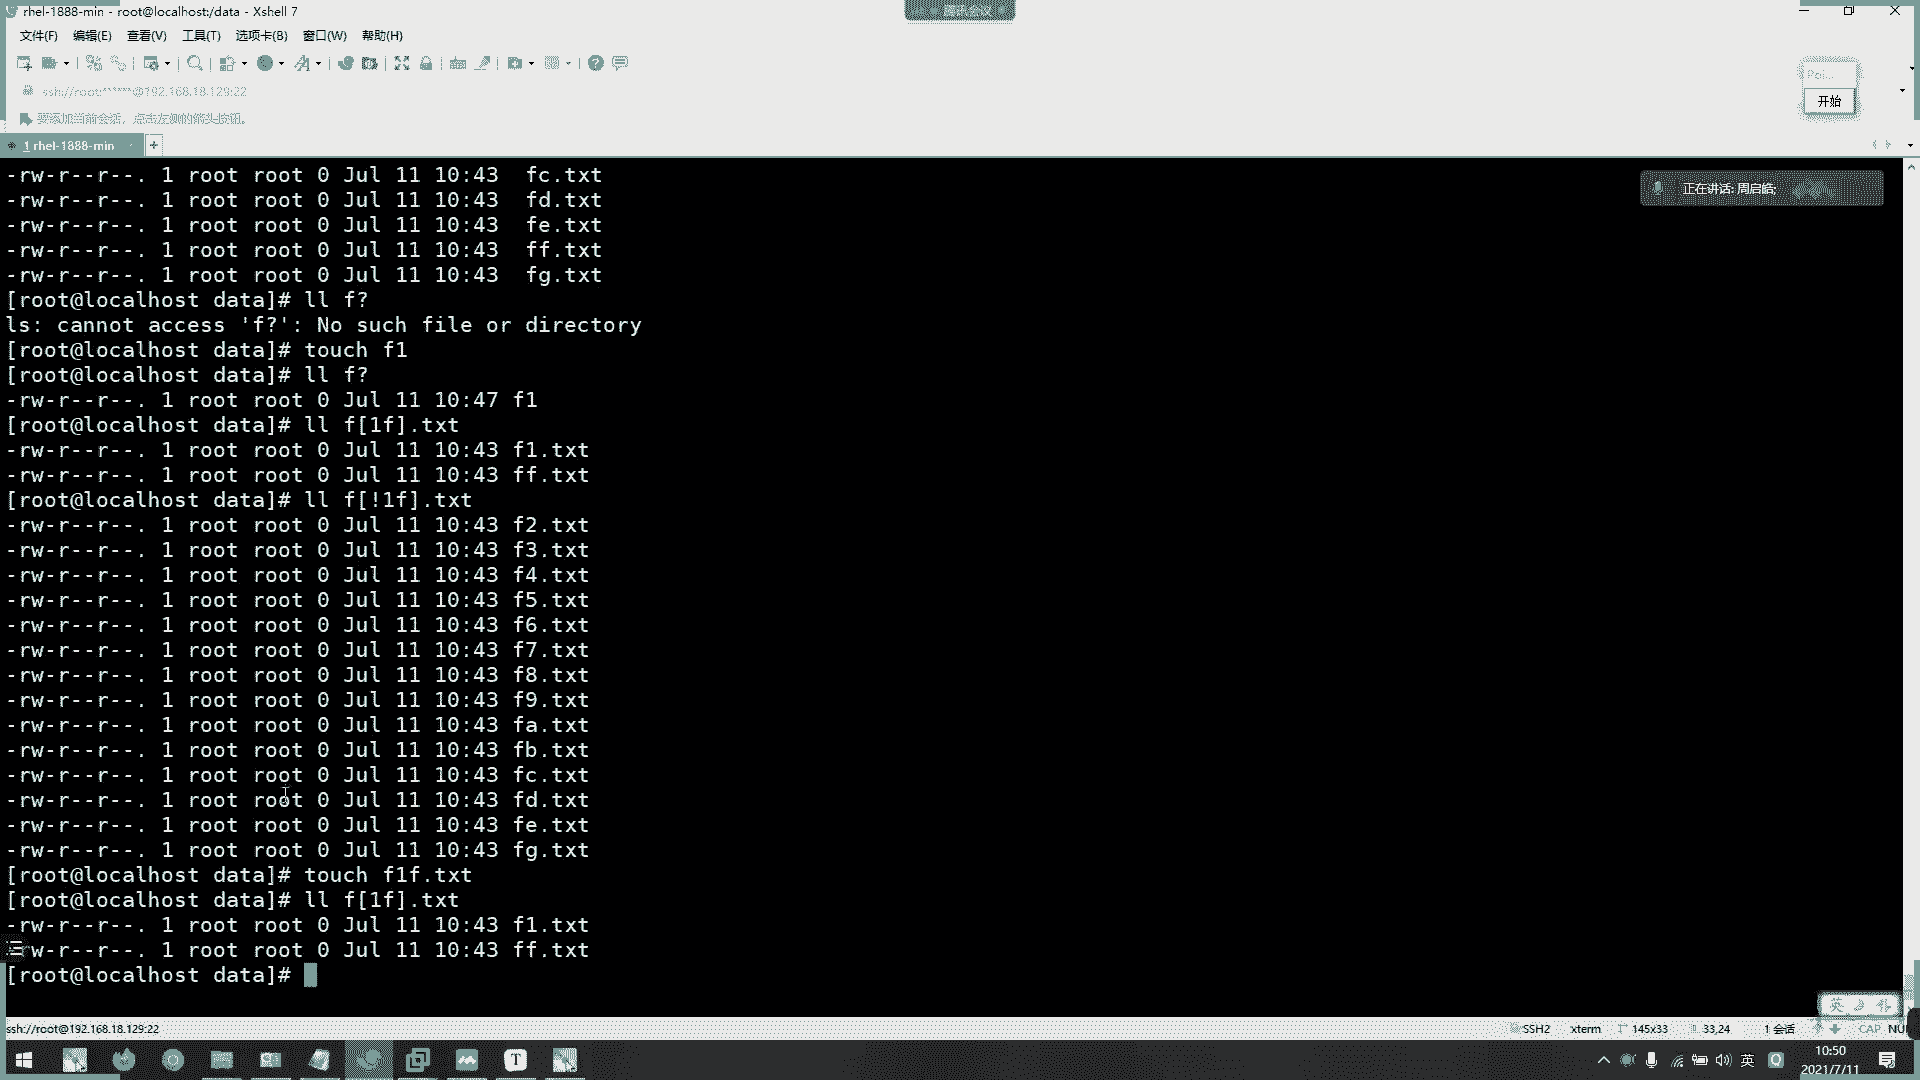 rhel-1888-min - root@localhost:/data - Xshell 7
腾讯会议
文件(F) 编辑(E) 查看(V) 工具(T) 选项卡(B) 窗口(W) 帮助(H)
Poi...
ssh://root:******@192.168.18.129:22
开始
要添加当前会话，点击左侧的箭头按钮。
1 rhel-1888-min
正在讲话: 周启皓;
-rw-r--r--. 1 root root 0 Jul 11 10:43  fc.txt
-rw-r--r--. 1 root root 0 Jul 11 10:43  fd.txt
-rw-r--r--. 1 root root 0 Jul 11 10:43  fe.txt
-rw-r--r--. 1 root root 0 Jul 11 10:43  ff.txt
-rw-r--r--. 1 root root 0 Jul 11 10:43  fg.txt
[root@localhost data]# ll f?
ls: cannot access 'f?': No such file or directory
[root@localhost data]# touch f1
[root@localhost data]# ll f?
-rw-r--r--. 1 root root 0 Jul 11 10:47 f1
[root@localhost data]# ll f[1f].txt
-rw-r--r--. 1 root root 0 Jul 11 10:43 f1.txt
-rw-r--r--. 1 root root 0 Jul 11 10:43 ff.txt
[root@localhost data]# ll f[!1f].txt
-rw-r--r--. 1 root root 0 Jul 11 10:43 f2.txt
-rw-r--r--. 1 root root 0 Jul 11 10:43 f3.txt
-rw-r--r--. 1 root root 0 Jul 11 10:43 f4.txt
-rw-r--r--. 1 root root 0 Jul 11 10:43 f5.txt
-rw-r--r--. 1 root root 0 Jul 11 10:43 f6.txt
-rw-r--r--. 1 root root 0 Jul 11 10:43 f7.txt
-rw-r--r--. 1 root root 0 Jul 11 10:43 f8.txt
-rw-r--r--. 1 root root 0 Jul 11 10:43 f9.txt
-rw-r--r--. 1 root root 0 Jul 11 10:43 fa.txt
-rw-r--r--. 1 root root 0 Jul 11 10:43 fb.txt
-rw-r--r--. 1 root root 0 Jul 11 10:43 fc.txt
-rw-r--r--. 1 root root 0 Jul 11 10:43 fd.txt
-rw-r--r--. 1 root root 0 Jul 11 10:43 fe.txt
-rw-r--r--. 1 root root 0 Jul 11 10:43 fg.txt
[root@localhost data]# touch f1f.txt
[root@localhost data]# ll f[1f].txt
-rw-r--r--. 1 root root 0 Jul 11 10:43 f1.txt
-rw-r--r--. 1 root root 0 Jul 11 10:43 ff.txt
[root@localhost data]#
英
ssh://root@192.168.18.129:22 SSH2 xterm 145x33 33,24 1 会话 CAP NUM
英 10:50
2021/7/11